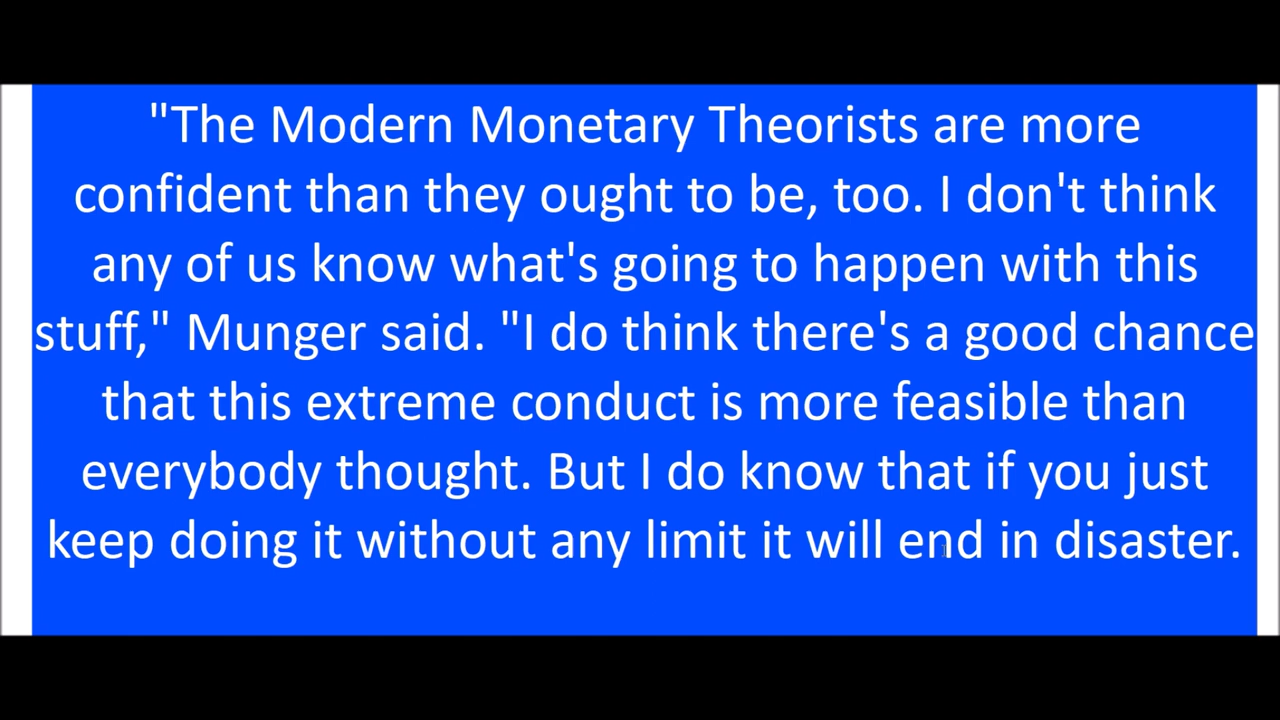 "The Modern Monetary Theorists are more
confident than they ought to be, too. I don't think
any of us know what's going to happen with this
stuff," Munger said. "I do think there's a good chance
that this extreme conduct is more feasible than
everybody thought. But I do know that if you just
keep doing it without any limit it will end in disaster.